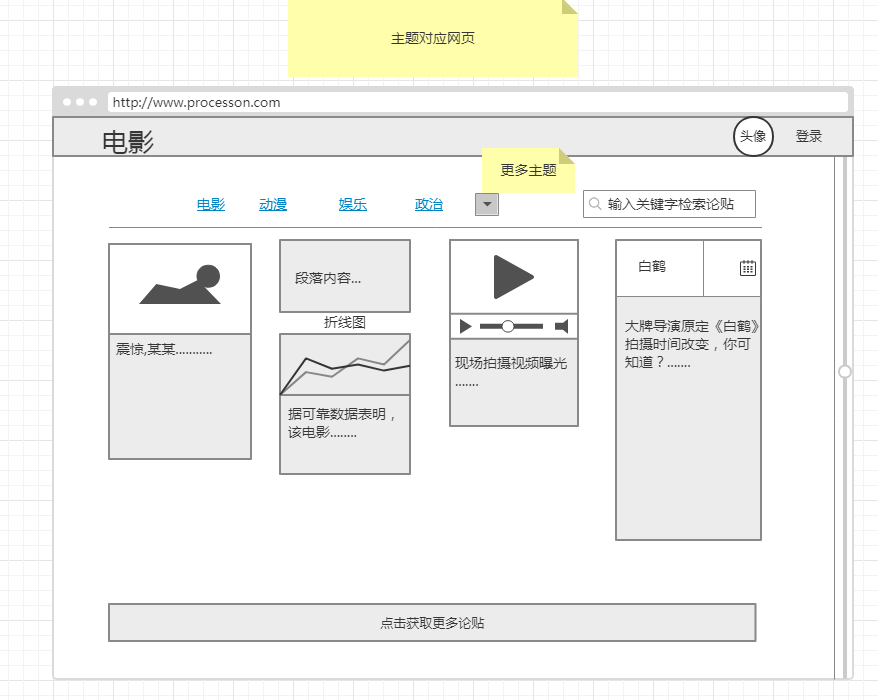 主题对应网页
http://www.processon.com
电影
头像
登录
更多主题
电影
动漫
娱乐
政治
输入关键字检索论贴
震惊,某某...........
段落内容...
折线图
据可靠数据表明，
该电影........
现场拍摄视频曝光
.......
白鹤
大牌导演原定《白鹤》
拍摄时间改变，你可
知道？.......
点击获取更多论贴